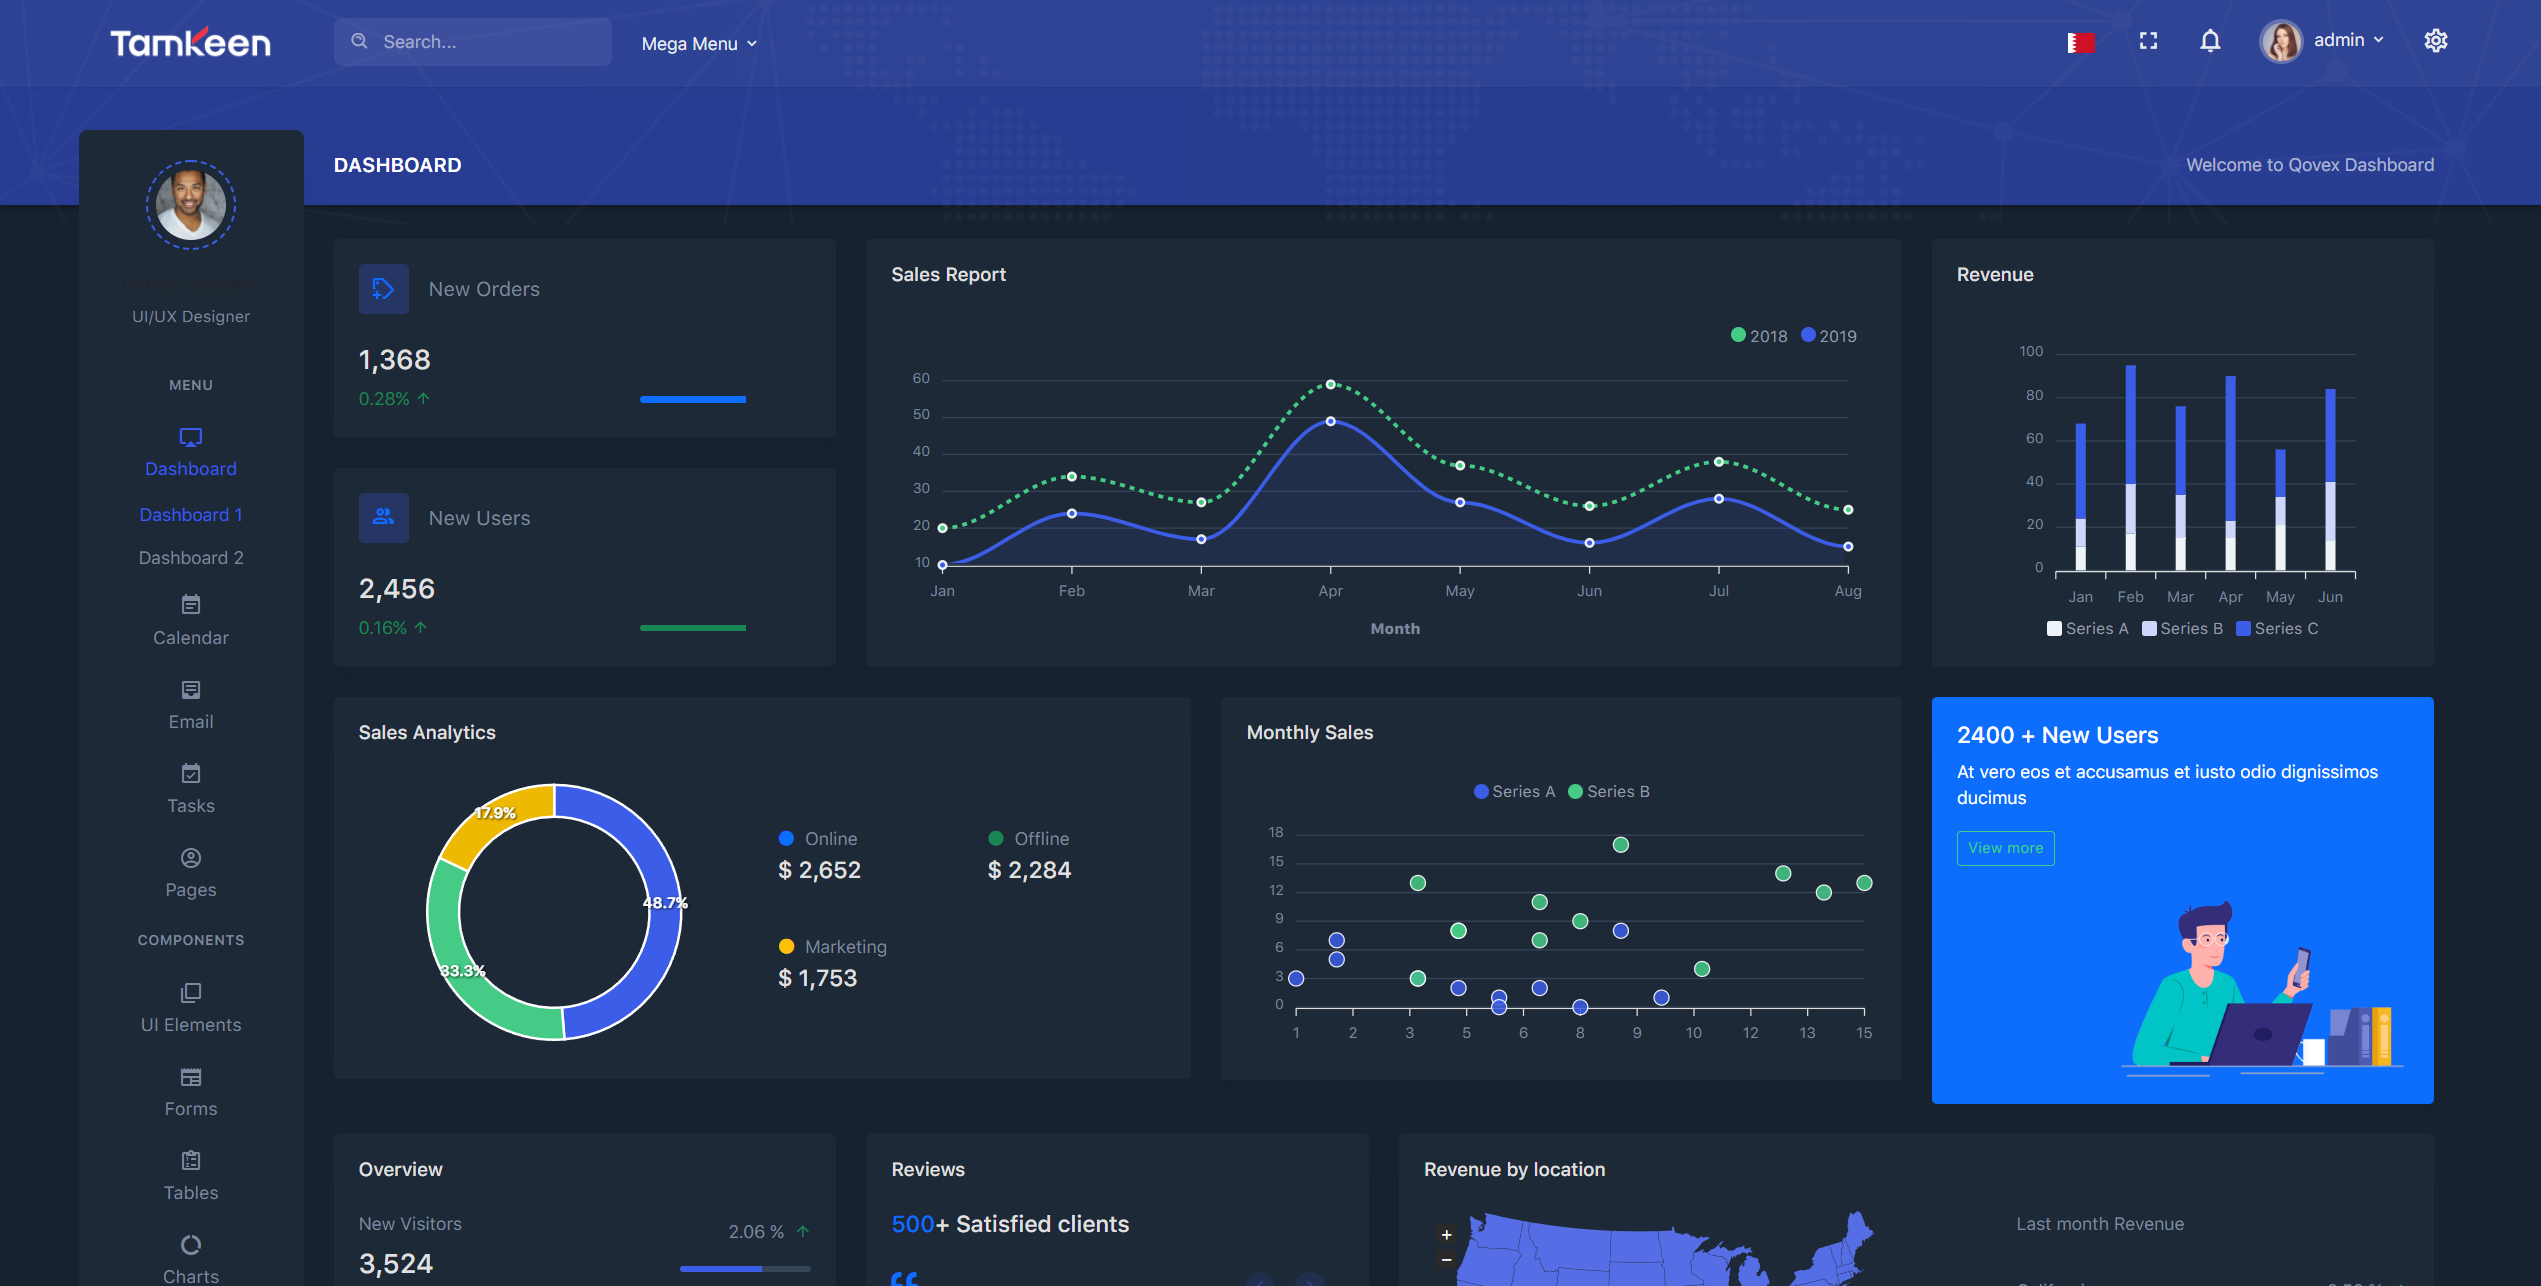 Tamkeen
Search...
Mega Menu
admin
DASHBOARD
Welcome to Qovex Dashboard
UI/UX Designer
MENU
Dashboard
Dashboard 1
Dashboard 2
Calendar
Email
Tasks
Pages
COMPONENTS
UI Elements
Forms
Tables
Charts
New Orders
1,368
0.28%
New Users
2,456
0.16%
Sales Report
2018 2019
60
50
40
30
20
10
Jan Feb Mar Apr May Jun Jul Aug
Month
Revenue
100
80
60
40
20
0
Jan Feb Mar Apr May Jun
Series A Series B Series C
Sales Analytics
17.9%
48.7%
33.3%
Online
$ 2,652
Offline
$ 2,284
Marketing
$ 1,753
Monthly Sales
Series A Series B
18
15
12
9
6
3
0
1 2 3 5 6 8 9 10 12 13 15
2400 + New Users
At vero eos et accusamus et iusto odio dignissimos
ducimus
View more
Overview
New Visitors
2.06 %
3,524
Reviews
500+ Satisfied clients
Revenue by location
+
−
Last month Revenue